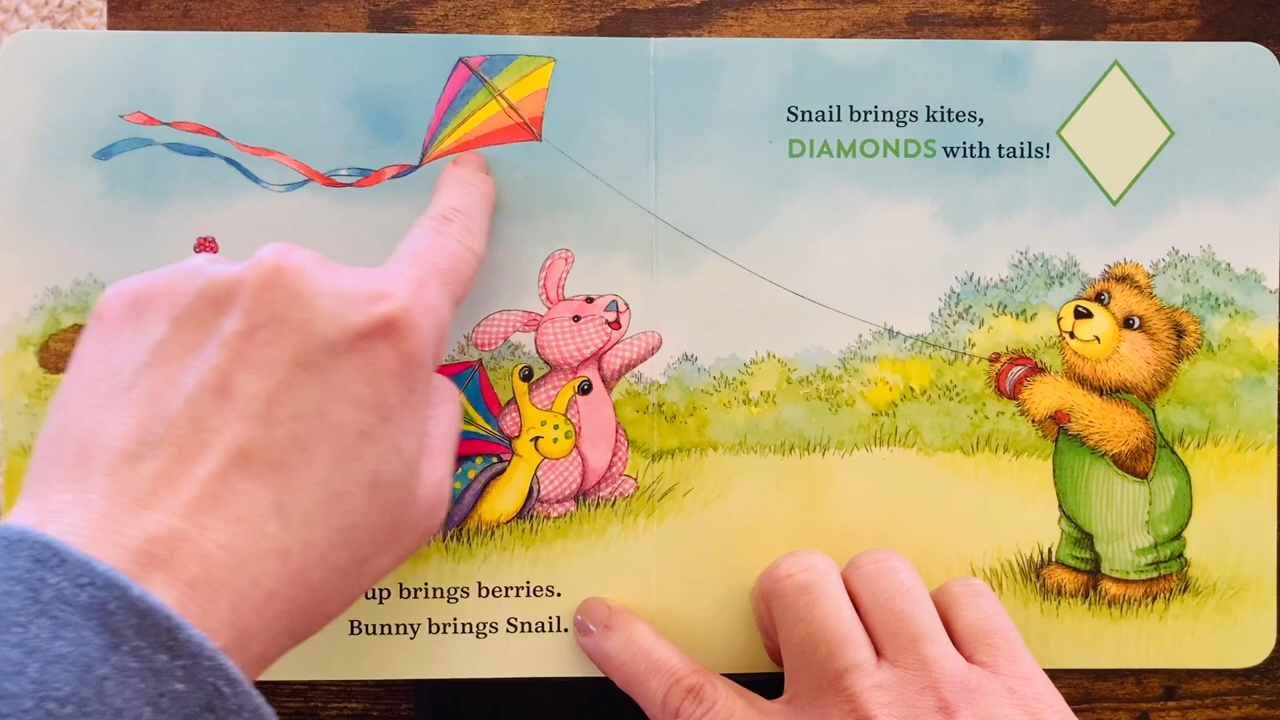 up brings berries.
Bunny brings Snail.
Snail brings kites,
DIAMONDS with tails!